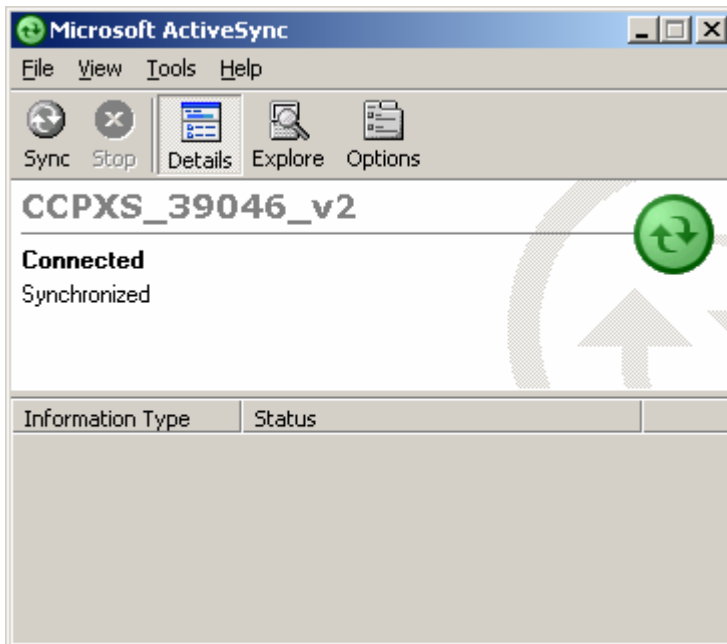 Microsoft ActiveSync
File View Tools Help
Sync Stop Details Explore Options
CCPXS_39046_v2
Connected
Synchronized
Information Type Status